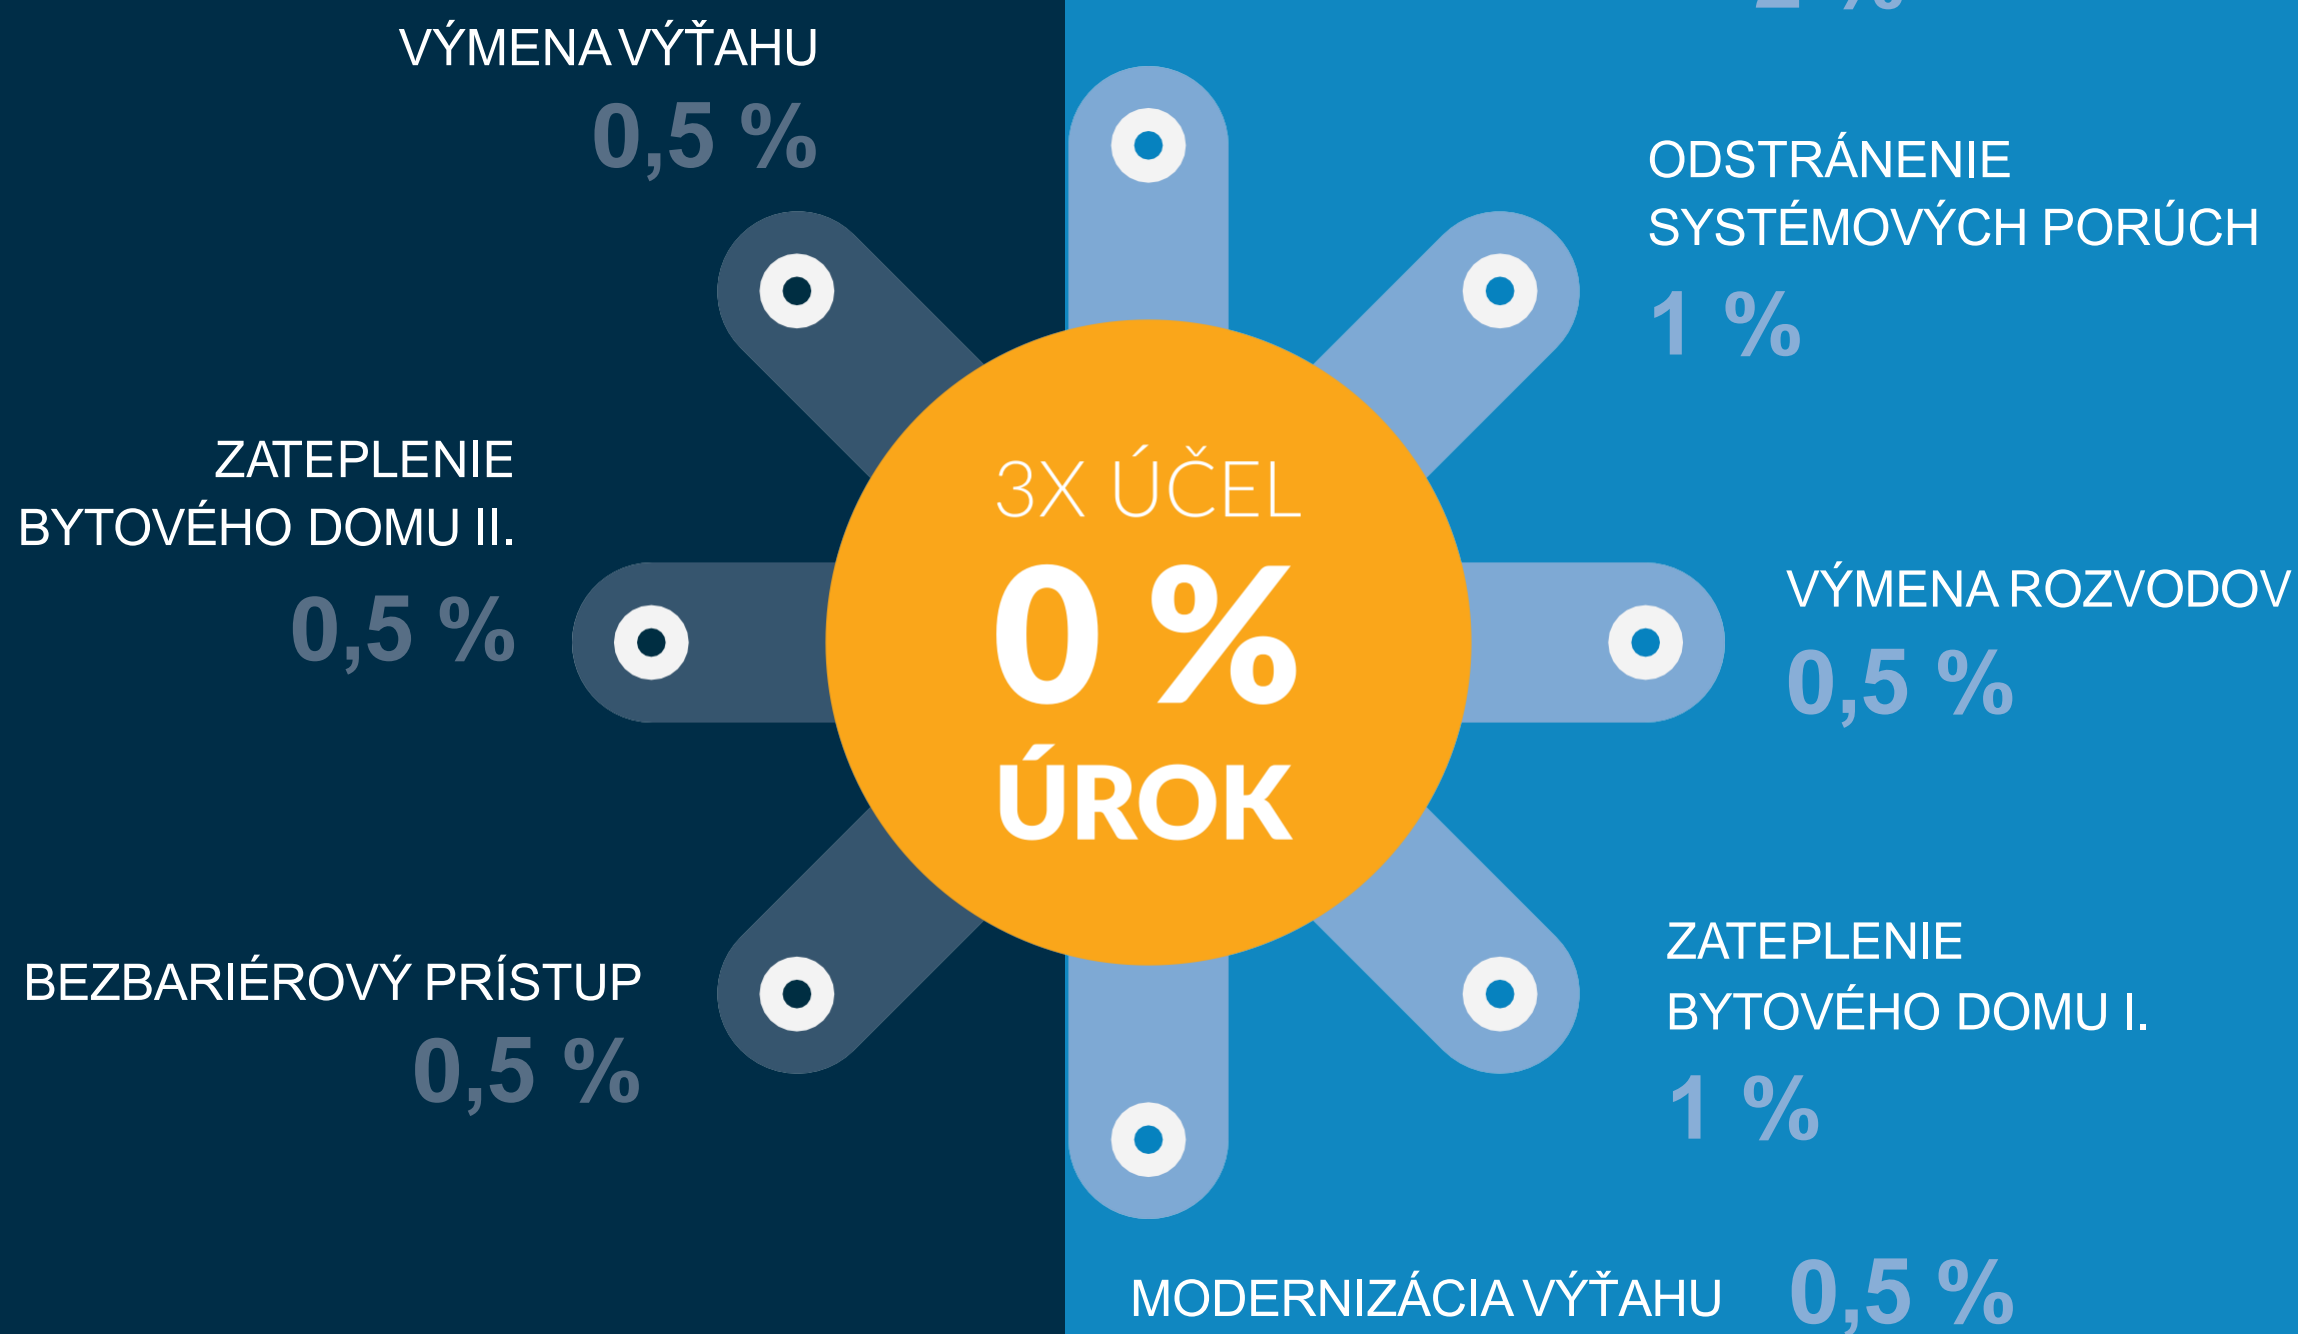 VÝMENA VÝŤAHU
0,5 %
ODSTRÁNENIE
SYSTÉMOVÝCH PORÚCH
1 %
ZATEPLENIE
BYTOVÉHO DOMU II.
0,5 %
3X ÚČEL
0 %
ÚROK
VÝMENA ROZVODOV
0,5 %
BEZBARIÉROVÝ PRÍSTUP
0,5 %
ZATEPLENIE
BYTOVÉHO DOMU I.
1 %
MODERNIZÁCIA VÝŤAHU 0,5 %